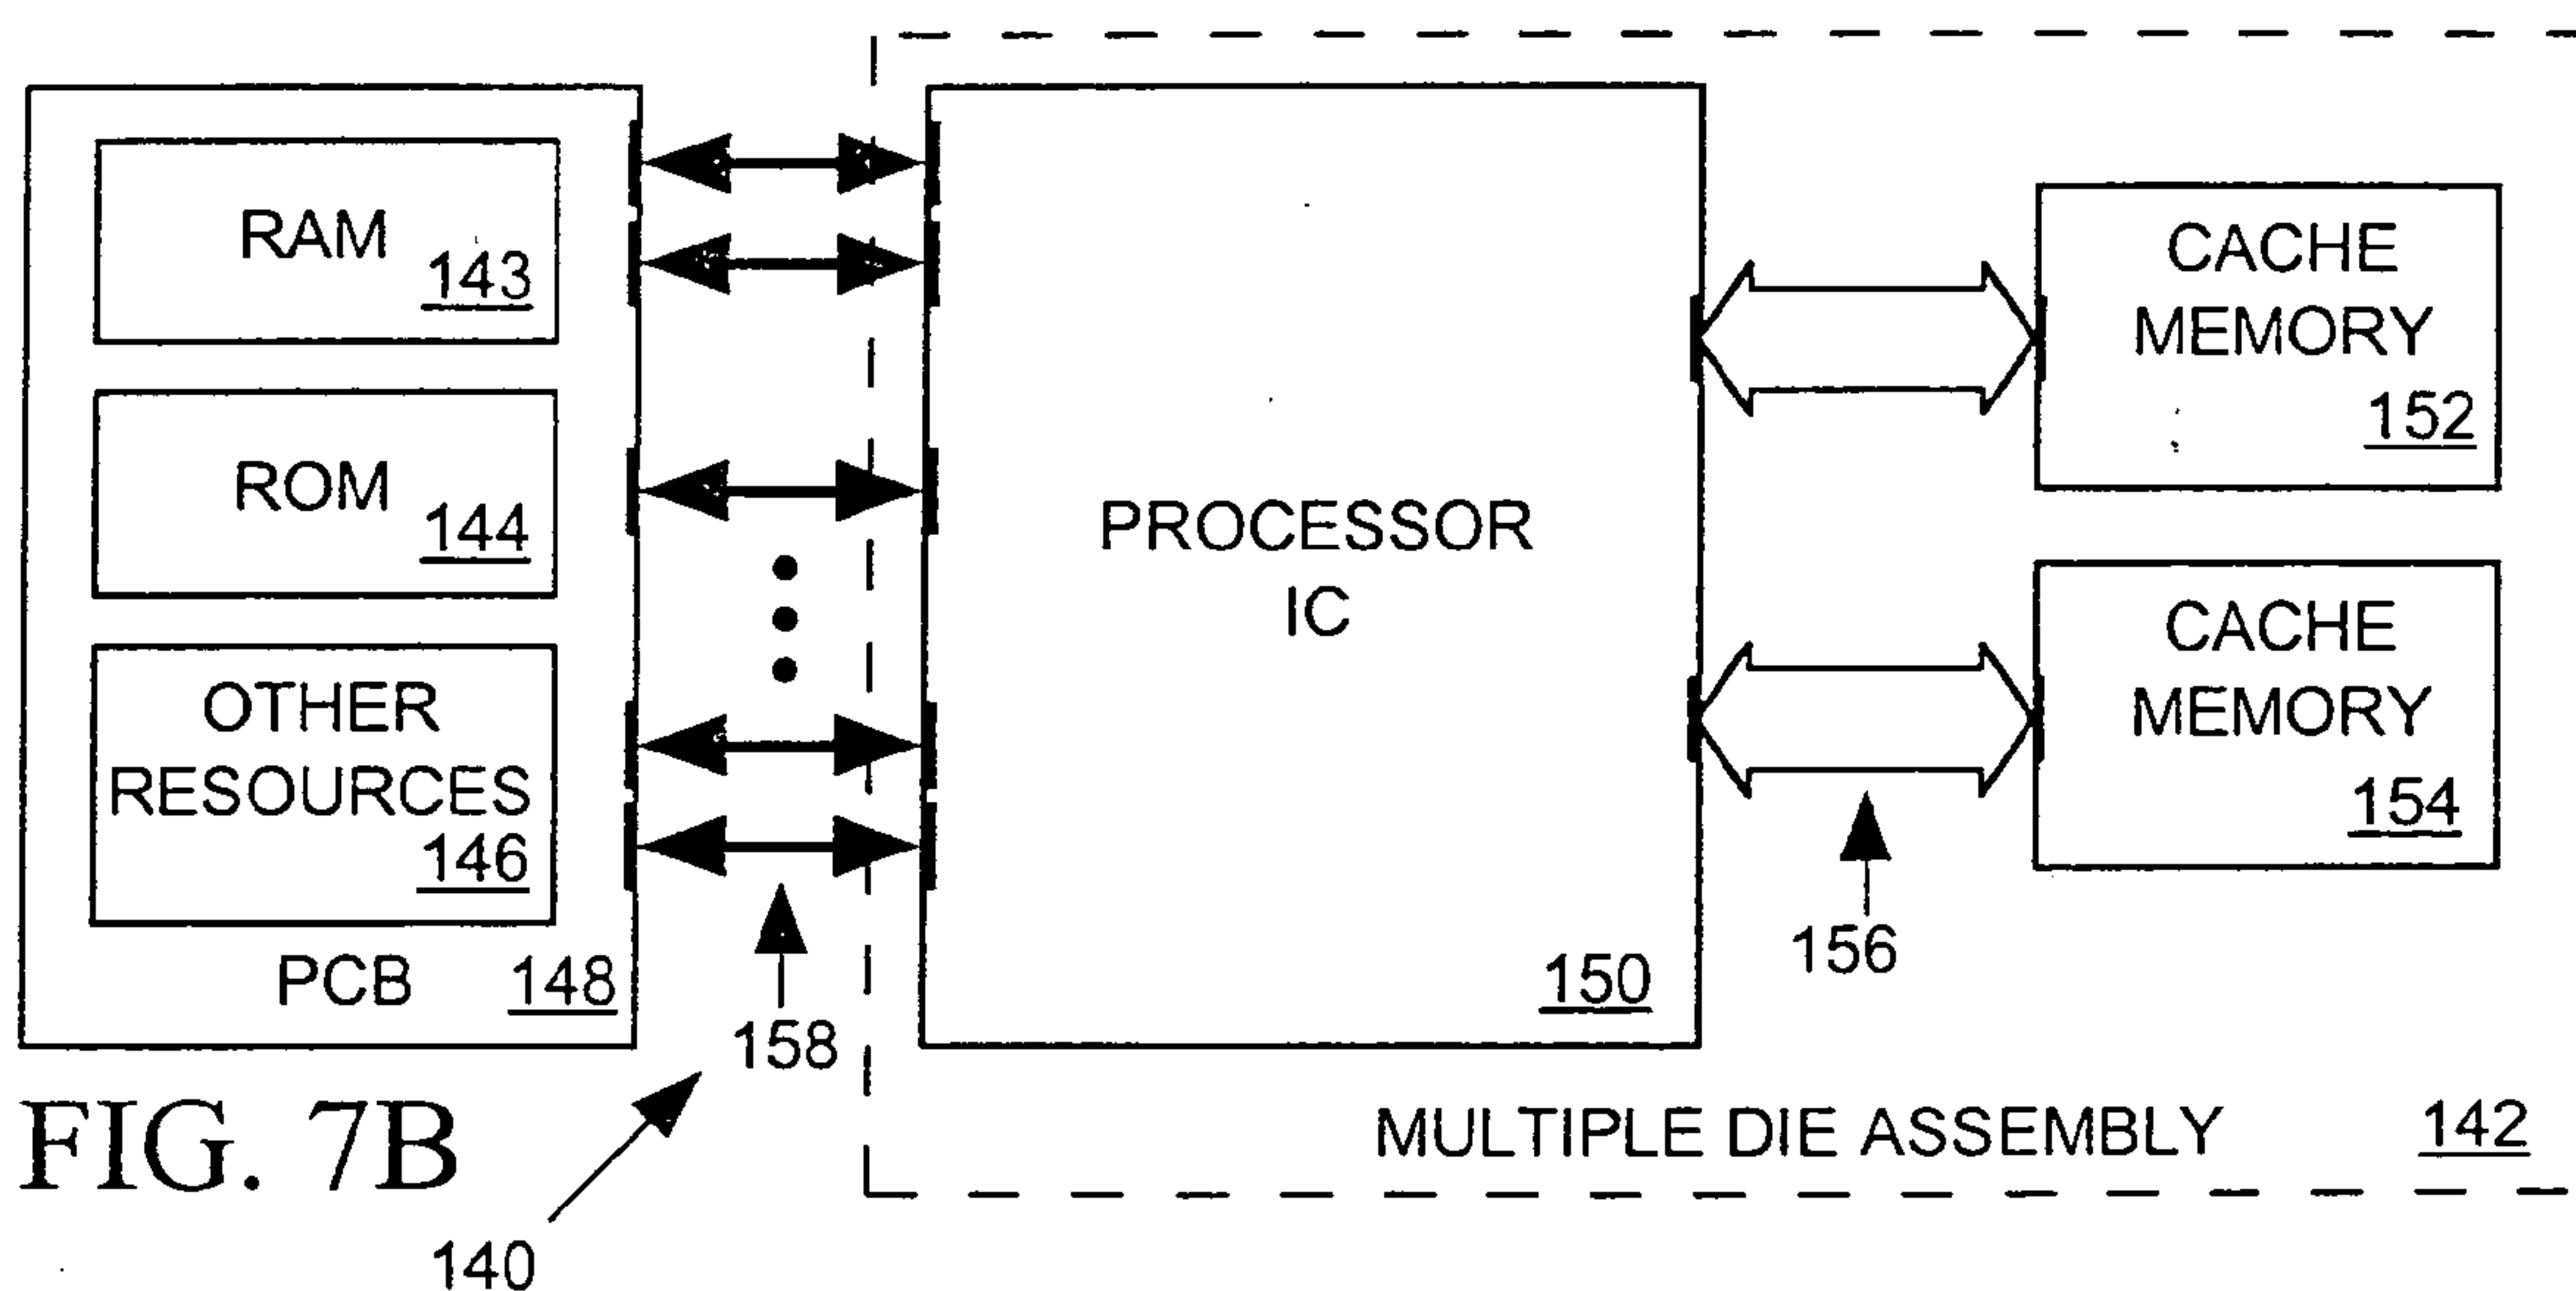 RAM
143
ROM
144
OTHER
RESOURCES
146
PCB 148
158
PROCESSOR
IC
150
CACHE
MEMORY
152
CACHE
MEMORY
154
156
MULTIPLE DIE ASSEMBLY 142
FIG. 7B
140